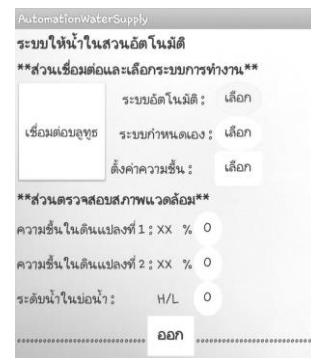 AutomationWaterSupply
ระบบให้น้ำในสวนอัตโนมัติ
**ส่วนเชื่อมต่อและเลือกระบบการทำงาน**
ระบบอัตโนมัติ : เลือก
เชื่อมต่อบลูทูธ ระบบกำหนดเอง : เลือก
ตั้งค่าความชื้น : เลือก
**ส่วนตรวจสอบสภาพแวดล้อม**
ความชื้นในดินแปลงที่ 1 : XX % 0
ความชื้นในดินแปลงที่ 2 : XX % 0
ระดับน้ำในบ่อน้ำ : H/L 0
ออก